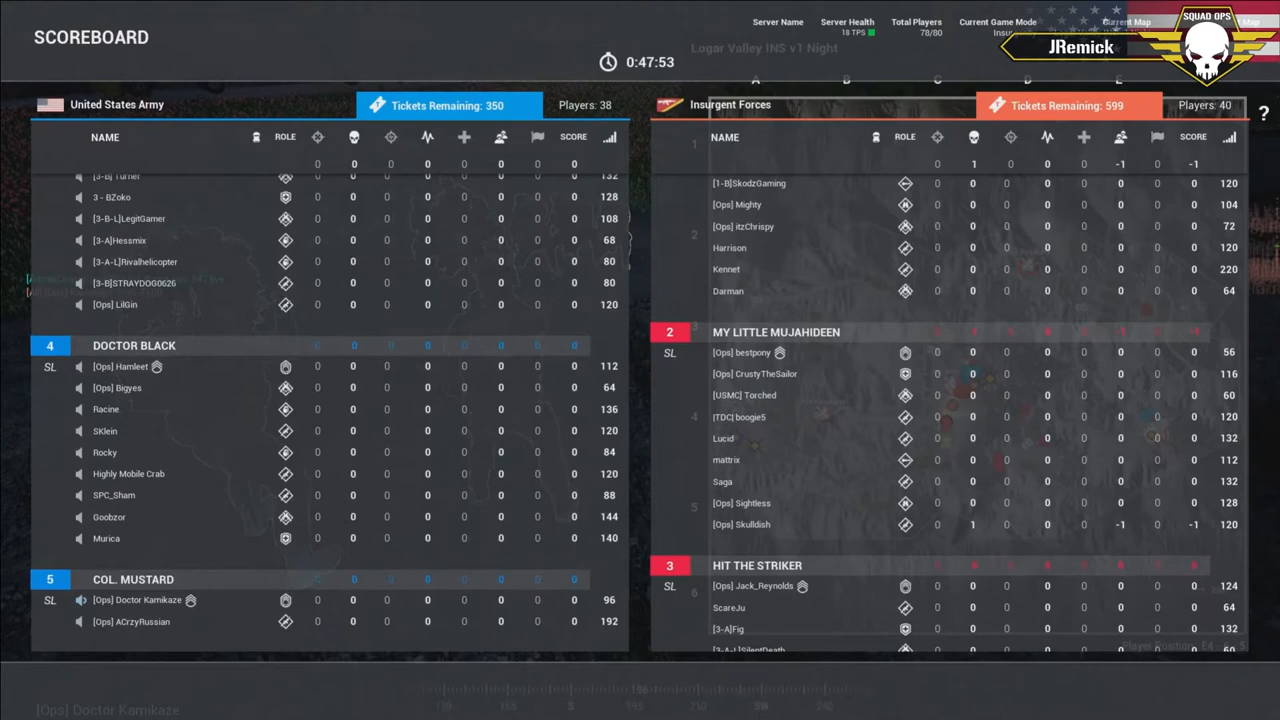 SCOREBOARD
Server Name Server Health Total Players Current Game Mode
18 TPS 78/80
SQUAD OPS
JRemick
Logar Valley INS v1 Night
0:47:53
A B C D E
United States Army Tickets Remaining: 350 Players: 38
NAME ROLE SCORE
0 0 0 0 0 0 0 0
[3-B] Turner 132
3 - BZoko 0 0 0 0 0 0 0 0 128
[3-B-L]LegitGamer 0 0 0 0 0 0 0 0 108
[3-A]Hessmix 0 0 0 0 0 0 0 0 68
[3-A-L]Rivalhelicopter 0 0 0 0 0 0 0 0 80
[3-B]STRAYDOG0626 0 0 0 0 0 0 0 0 80
[Ops] LilGin 0 0 0 0 0 0 0 0 120
4 DOCTOR BLACK 0 0 0 0 0 0 0 0
SL [Ops] Hamleet 0 0 0 0 0 0 0 0 112
[Ops] Bigyes 0 0 0 0 0 0 0 0 64
Racine 0 0 0 0 0 0 0 0 136
SKlein 0 0 0 0 0 0 0 0 120
Rocky 0 0 0 0 0 0 0 0 84
Highly Mobile Crab 0 0 0 0 0 0 0 0 120
SPC_Sham 0 0 0 0 0 0 0 0 88
Goobzor 0 0 0 0 0 0 0 0 144
Murica 0 0 0 0 0 0 0 0 140
5 COL. MUSTARD 0 0 0 0 0 0 0 0
SL [Ops] Doctor Kamikaze 0 0 0 0 0 0 0 0 96
[Ops] ACrzyRussian 0 0 0 0 0 0 0 0 192
Insurgent Forces Tickets Remaining: 599 Players: 40 ?
NAME ROLE SCORE
0 1 0 0 0 -1 0 -1
[1-B]SkodzGaming 0 0 0 0 0 0 0 0 120
[Ops] Mighty 0 0 0 0 0 0 0 0 104
[Ops] itzChrispy 0 0 0 0 0 0 0 0 72
Harrison 0 0 0 0 0 0 0 0 120
Kennet 0 0 0 0 0 0 0 0 220
Darman 0 0 0 0 0 0 0 0 64
2 MY LITTLE MUJAHIDEEN
SL [Ops] bestpony 0 0 0 0 0 0 0 0 56
[Ops] CrustyTheSailor 0 0 0 0 0 0 0 0 116
[USMC] Torched 0 0 0 0 0 0 0 0 60
|TDC| boogie5 0 0 0 0 0 0 0 0 120
Lucid 0 0 0 0 0 0 0 0 132
mattrix 0 0 0 0 0 0 0 0 112
Saga 0 0 0 0 0 0 0 0 132
[Ops] Sightless 0 0 0 0 0 0 0 0 128
[Ops] Skulldish 0 1 0 0 0 -1 0 -1 120
3 HIT THE STRIKER
SL [Ops] Jack_Reynolds 0 0 0 0 0 0 0 0 124
ScareJu 0 0 0 0 0 0 0 0 64
[3-A]Fig 0 0 0 0 0 0 0 0 132
[3-A-L]SilentDeath 60
[Ops] Doctor Kamikaze
196